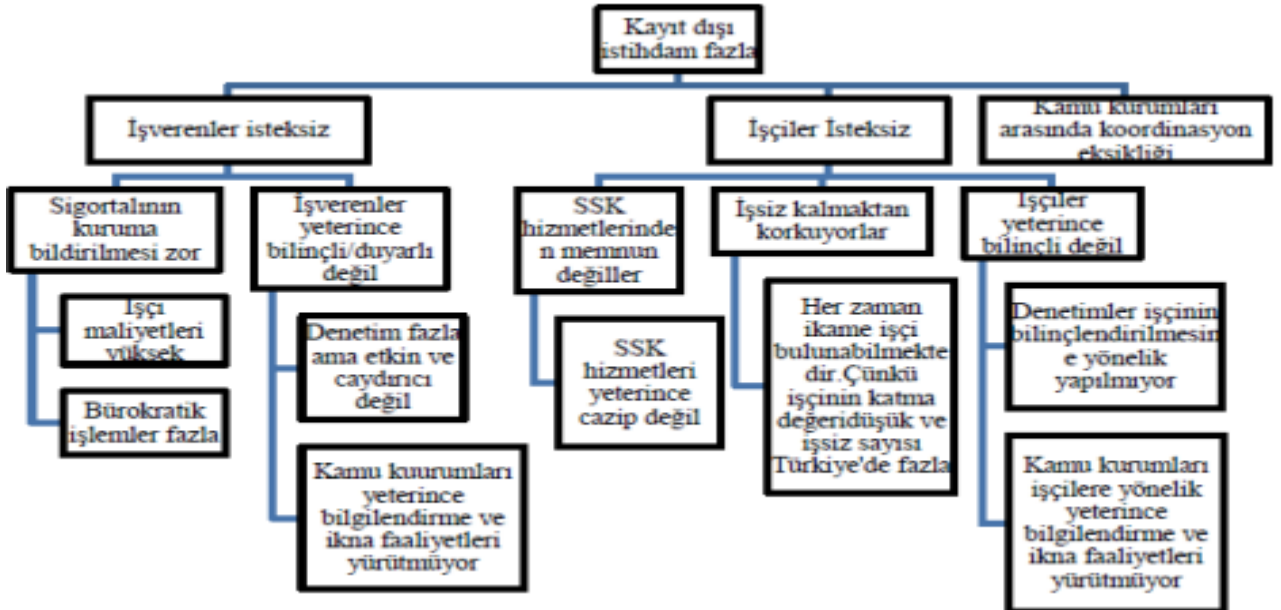 Kayıt dışı
istihdam fazla
İşverenler isteksiz
İşçiler İsteksiz
Kamu kurumları
arasında koordinasyon
eksikliği
Sigortalının
kuruma
bildirilmesi zor
İşverenler
yeterince
bilinçli/duyarlı
değil
SSK
hizmetlerinde
n memnun
değiller
İşsiz kalmaktan
korkuyorlar
İşçiler
yeterince
bilinçli değil
İşçi
maliyetleri
yüksek
Bürokratik
işlemler fazla
Denetim fazla
ama etkin ve
caydırıcı
değil
Kamu kuurumları
yeterince
bilgilendirme ve
ikna faaliyetleri
yürütmüyor
SSK
hizmetleri
yeterince
cazip değil
Her zaman
ikame işçi
bulunabilmekte
dir.Çünkü
işçinin katma
değeridüşük ve
işsiz sayısı
Türkiye'de fazla
Denetimler işçinin
bilinçlendirilmesin
e yönelik
yapılmıyor
Kamu kurumları
işçilere yönelik
yeterince
bilgilendirme ve
ikna faaliyetleri
yürütmüyor